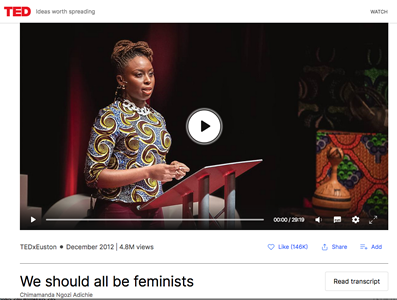 TED Ideas worth spreading WATCH
00:00 / 29:19
TEDxEuston • December 2012 | 4.8M views Like (146K) Share Add
We should all be feminists Read transcript
Chimamanda Ngozi Adichie